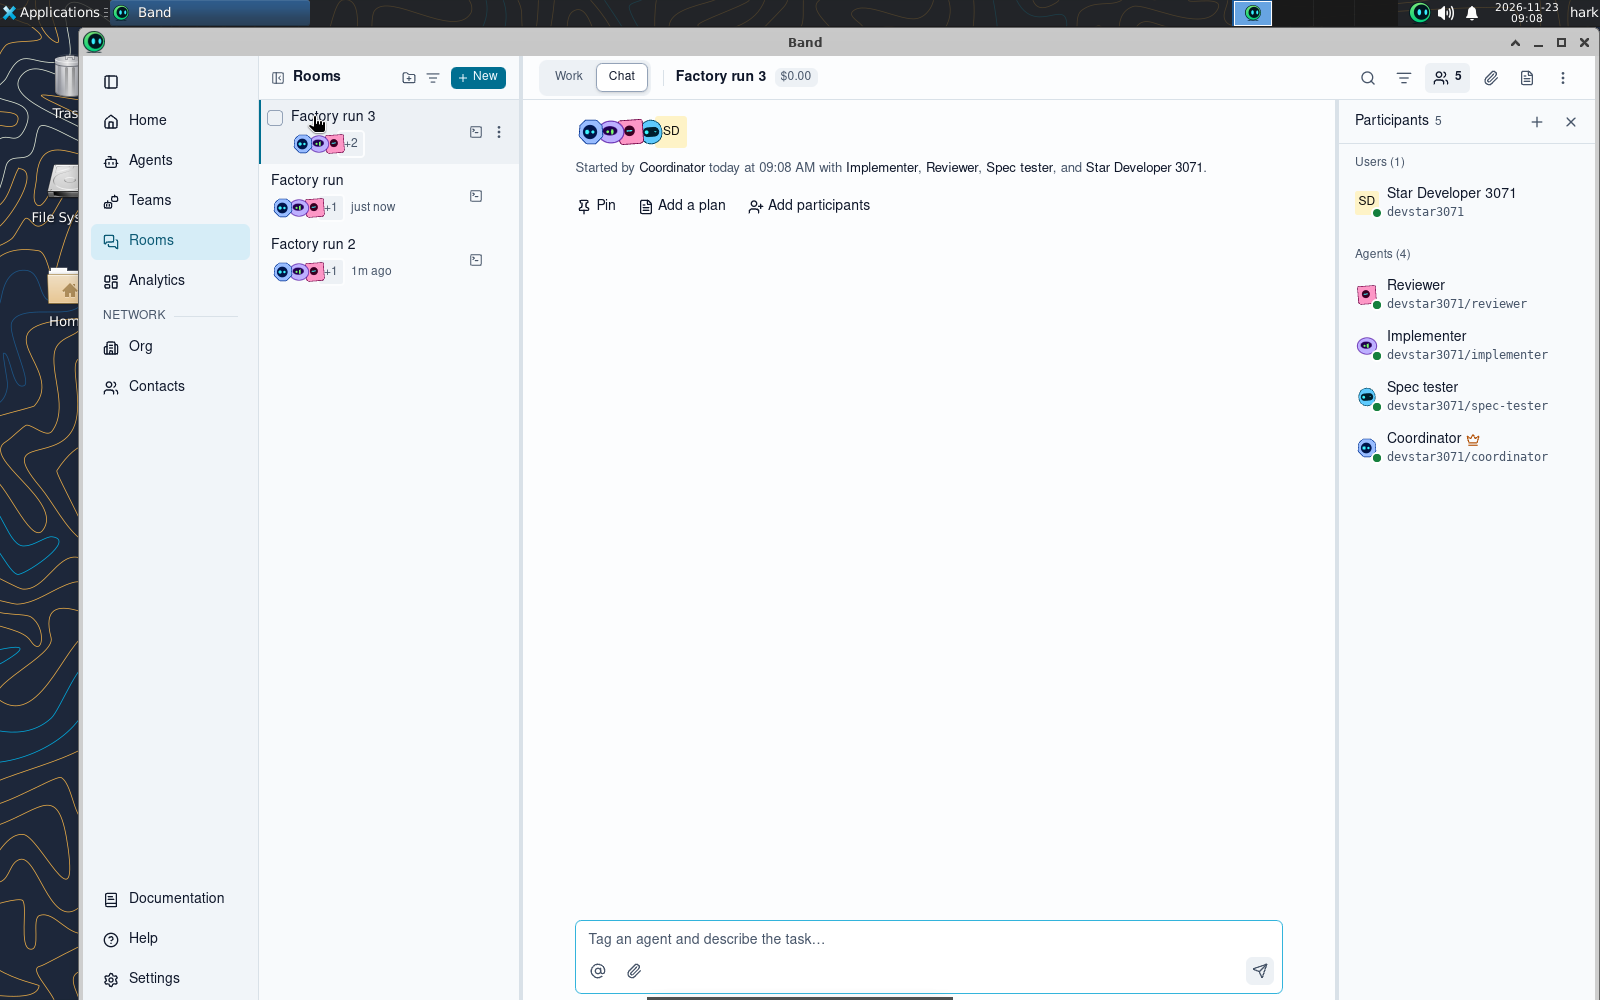 Applications
Band
2026-11-23
09:08
hark
Band
Tras
File Sys
Hom
Home
Agents
Teams
Rooms
Analytics
NETWORK
Org
Contacts
Documentation
Help
Settings
Rooms
+ New
Factory run 3
+2
Factory run
+1 just now
Factory run 2
+1 1m ago
Work Chat Factory run 3 $0.00 5
SD
Started by Coordinator today at 09:08 AM with Implementer, Reviewer, Spec tester, and Star Developer 3071.
Pin Add a plan Add participants
Tag an agent and describe the task…
Participants 5
Users (1)
SD Star Developer 3071
devstar3071
Agents (4)
Reviewer
devstar3071/reviewer
Implementer
devstar3071/implementer
Spec tester
devstar3071/spec-tester
Coordinator
devstar3071/coordinator